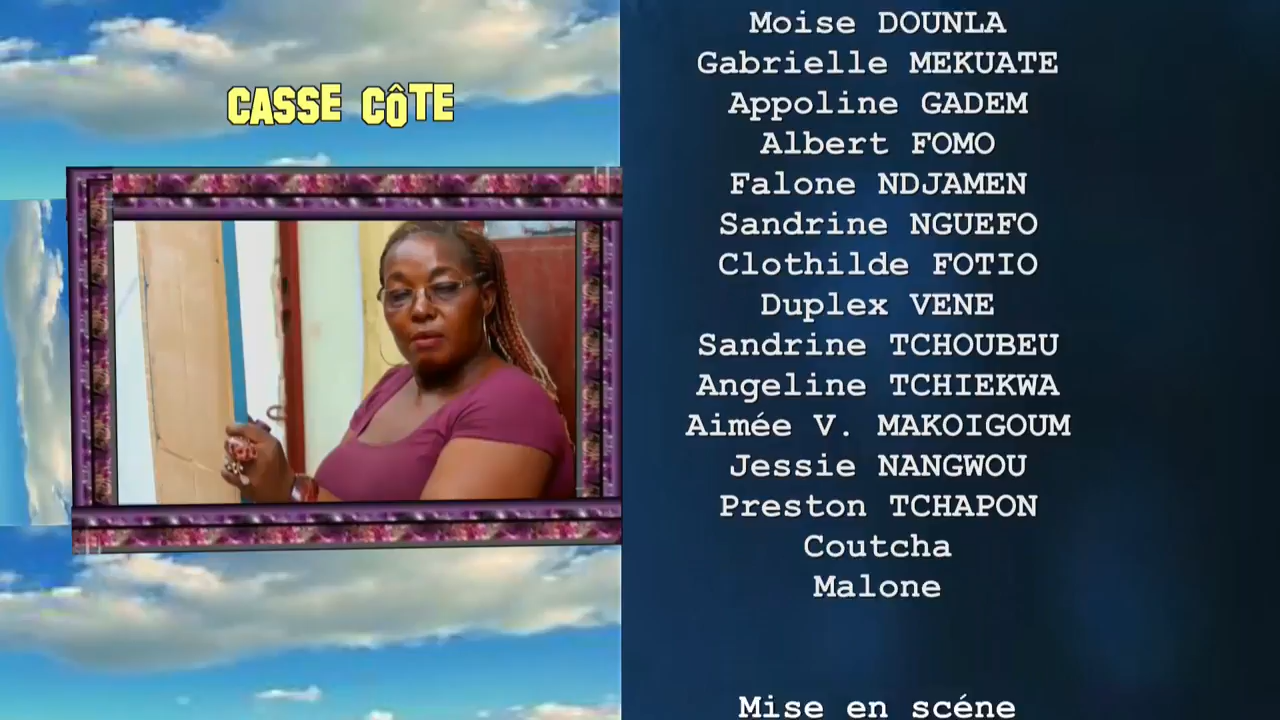 CASSE CÔTE
Moise DOUNLA
Gabrielle MEKUATE
Appoline GADEM
Albert FOMO
Falone NDJAMEN
Sandrine NGUEFO
Clothilde FOTIO
Duplex VENE
Sandrine TCHOUBEU
Angeline TCHIEKWA
Aimée V. MAKOIGOUM
Jessie NANGWOU
Preston TCHAPON
Coutcha
Malone
Mise en scéne